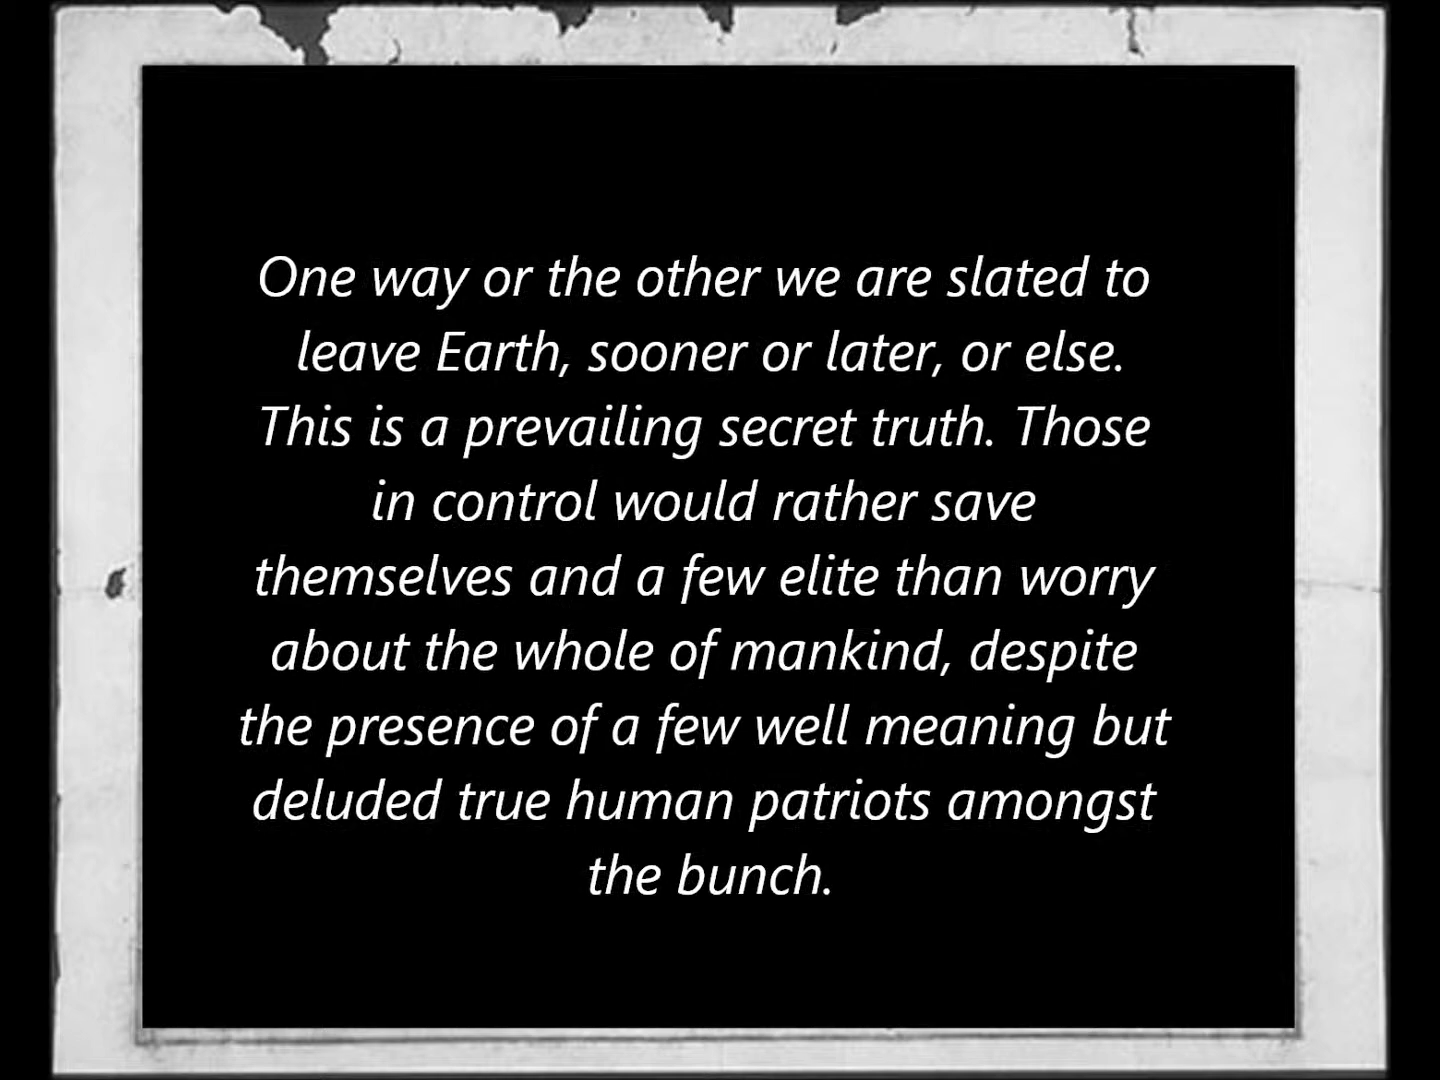 One way or the other we are slated to
leave Earth, sooner or later, or else.
This is a prevailing secret truth. Those
in control would rather save
themselves and a few elite than worry
about the whole of mankind, despite
the presence of a few well meaning but
deluded true human patriots amongst
the bunch.